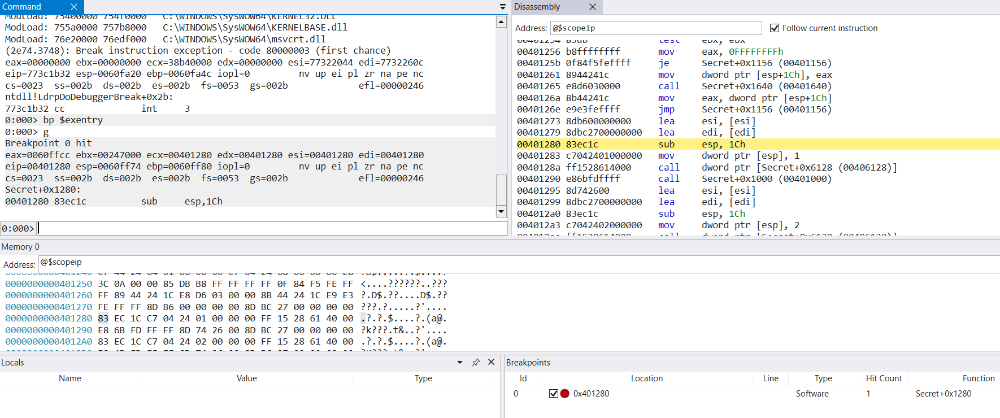 Command
ModLoad: 75400000 754f0000   C:\WINDOWS\SysWOW64\KERNEL32.DLL
ModLoad: 755a0000 757b8000   C:\WINDOWS\SysWOW64\KERNELBASE.dll
ModLoad: 76e20000 76edf000   C:\WINDOWS\SysWOW64\msvcrt.dll
(2e74.3748): Break instruction exception - code 80000003 (first chance)
eax=00000000 ebx=00000000 ecx=38b40000 edx=00000000 esi=77322044 edi=7732260c
eip=773c1b32 esp=0060fa20 ebp=0060fa4c iopl=0         nv up ei pl zr na pe nc
cs=0023  ss=002b  ds=002b  es=002b  fs=0053  gs=002b             efl=00000246
ntdll!LdrpDoDebuggerBreak+0x2b:
773c1b32 cc              int     3
0:000> bp $exentry
0:000> g
Breakpoint 0 hit
eax=0060ffcc ebx=00247000 ecx=00401280 edx=00401280 esi=00401280 edi=00401280
eip=00401280 esp=0060ff74 ebp=0060ff80 iopl=0         nv up ei pl zr na pe nc
cs=0023  ss=002b  ds=002b  es=002b  fs=0053  gs=002b             efl=00000246
Secret+0x1280:
00401280 83ec1c          sub     esp,1Ch
0:000>
Disassembly
Address: @$scopeip Follow current instruction
00401254 85db           test    ebx, ebx
00401256 b8ffffffff     mov     eax, 0FFFFFFFFh
0040125b 0f84f5feffff   je      Secret+0x1156 (00401156)
00401261 8944241c       mov     dword ptr [esp+1Ch], eax
00401265 e8d6030000     call    Secret+0x1640 (00401640)
0040126a 8b44241c       mov     eax, dword ptr [esp+1Ch]
0040126e e9e3feffff     jmp     Secret+0x1156 (00401156)
00401273 8db600000000   lea     esi, [esi]
00401279 8dbc2700000000 lea     edi, [edi]
00401280 83ec1c         sub     esp, 1Ch
00401283 c7042401000000 mov     dword ptr [esp], 1
0040128a ff1528614000   call    dword ptr [Secret+0x6128 (00406128)]
00401290 e86bfdffff     call    Secret+0x1000 (00401000)
00401295 8d742600       lea     esi, [esi]
00401299 8dbc2700000000 lea     edi, [edi]
004012a0 83ec1c         sub     esp, 1Ch
004012a3 c7042402000000 mov     dword ptr [esp], 2
Memory 0
Address: @$scopeip
0000000000401250 3C 0A 00 00 85 DB B8 FF FF FF FF 0F 84 F5 FE FF <....??????..???
0000000000401260 FF 89 44 24 1C E8 D6 03 00 00 8B 44 24 1C E9 E3 ?.D$.??....D$.??
0000000000401270 FE FF FF 8D B6 00 00 00 00 8D BC 27 00 00 00 00 ???.?.....?'....
0000000000401280 83 EC 1C C7 04 24 01 00 00 00 FF 15 28 61 40 00 .?.?.$....?.(a@.
0000000000401290 E8 6B FD FF FF 8D 74 26 00 8D BC 27 00 00 00 00 ?k???.t&..?'....
00000000004012A0 83 EC 1C C7 04 24 02 00 00 00 FF 15 28 61 40 00 .?.?.$....?.(a@.
Locals
Name Value Type
Breakpoints
Id Location Line Type Hit Count Function
0 0x401280 Software 1 Secret+0x1280